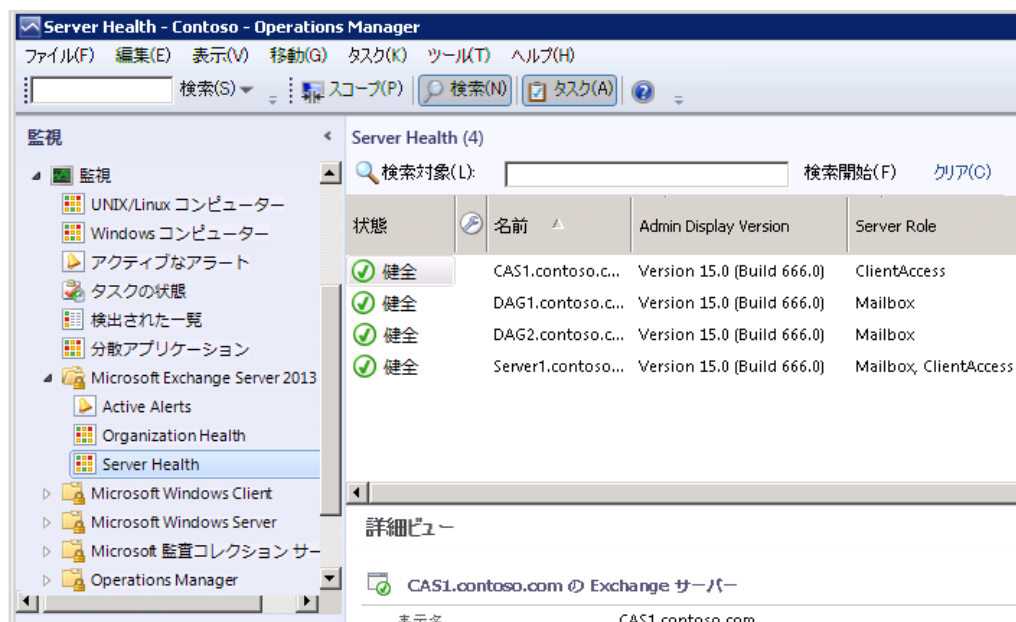 Server Health - Contoso - Operations Manager
ファイル(F) 編集(E) 表示(V) 移動(G) タスク(K) ツール(T) ヘルプ(H)
検索(S) スコープ(P) 検索(N) タスク(A)
監視
監視
UNIX/Linux コンピューター
Windows コンピューター
アクティブなアラート
タスクの状態
検出された一覧
分散アプリケーション
Microsoft Exchange Server 2013
Active Alerts
Organization Health
Server Health
Microsoft Windows Client
Microsoft Windows Server
Microsoft 監査コレクション サー
Operations Manager
Server Health (4)
検索対象(L): 検索開始(F) クリア(C)
状態 名前 Admin Display Version Server Role
健全 CAS1.contoso.c... Version 15.0 (Build 666.0) ClientAccess
健全 DAG1.contoso.c... Version 15.0 (Build 666.0) Mailbox
健全 DAG2.contoso.c... Version 15.0 (Build 666.0) Mailbox
健全 Server1.contoso... Version 15.0 (Build 666.0) Mailbox, ClientAccess
詳細ビュー
CAS1.contoso.com の Exchange サーバー
表示名 CAS1.contoso.com